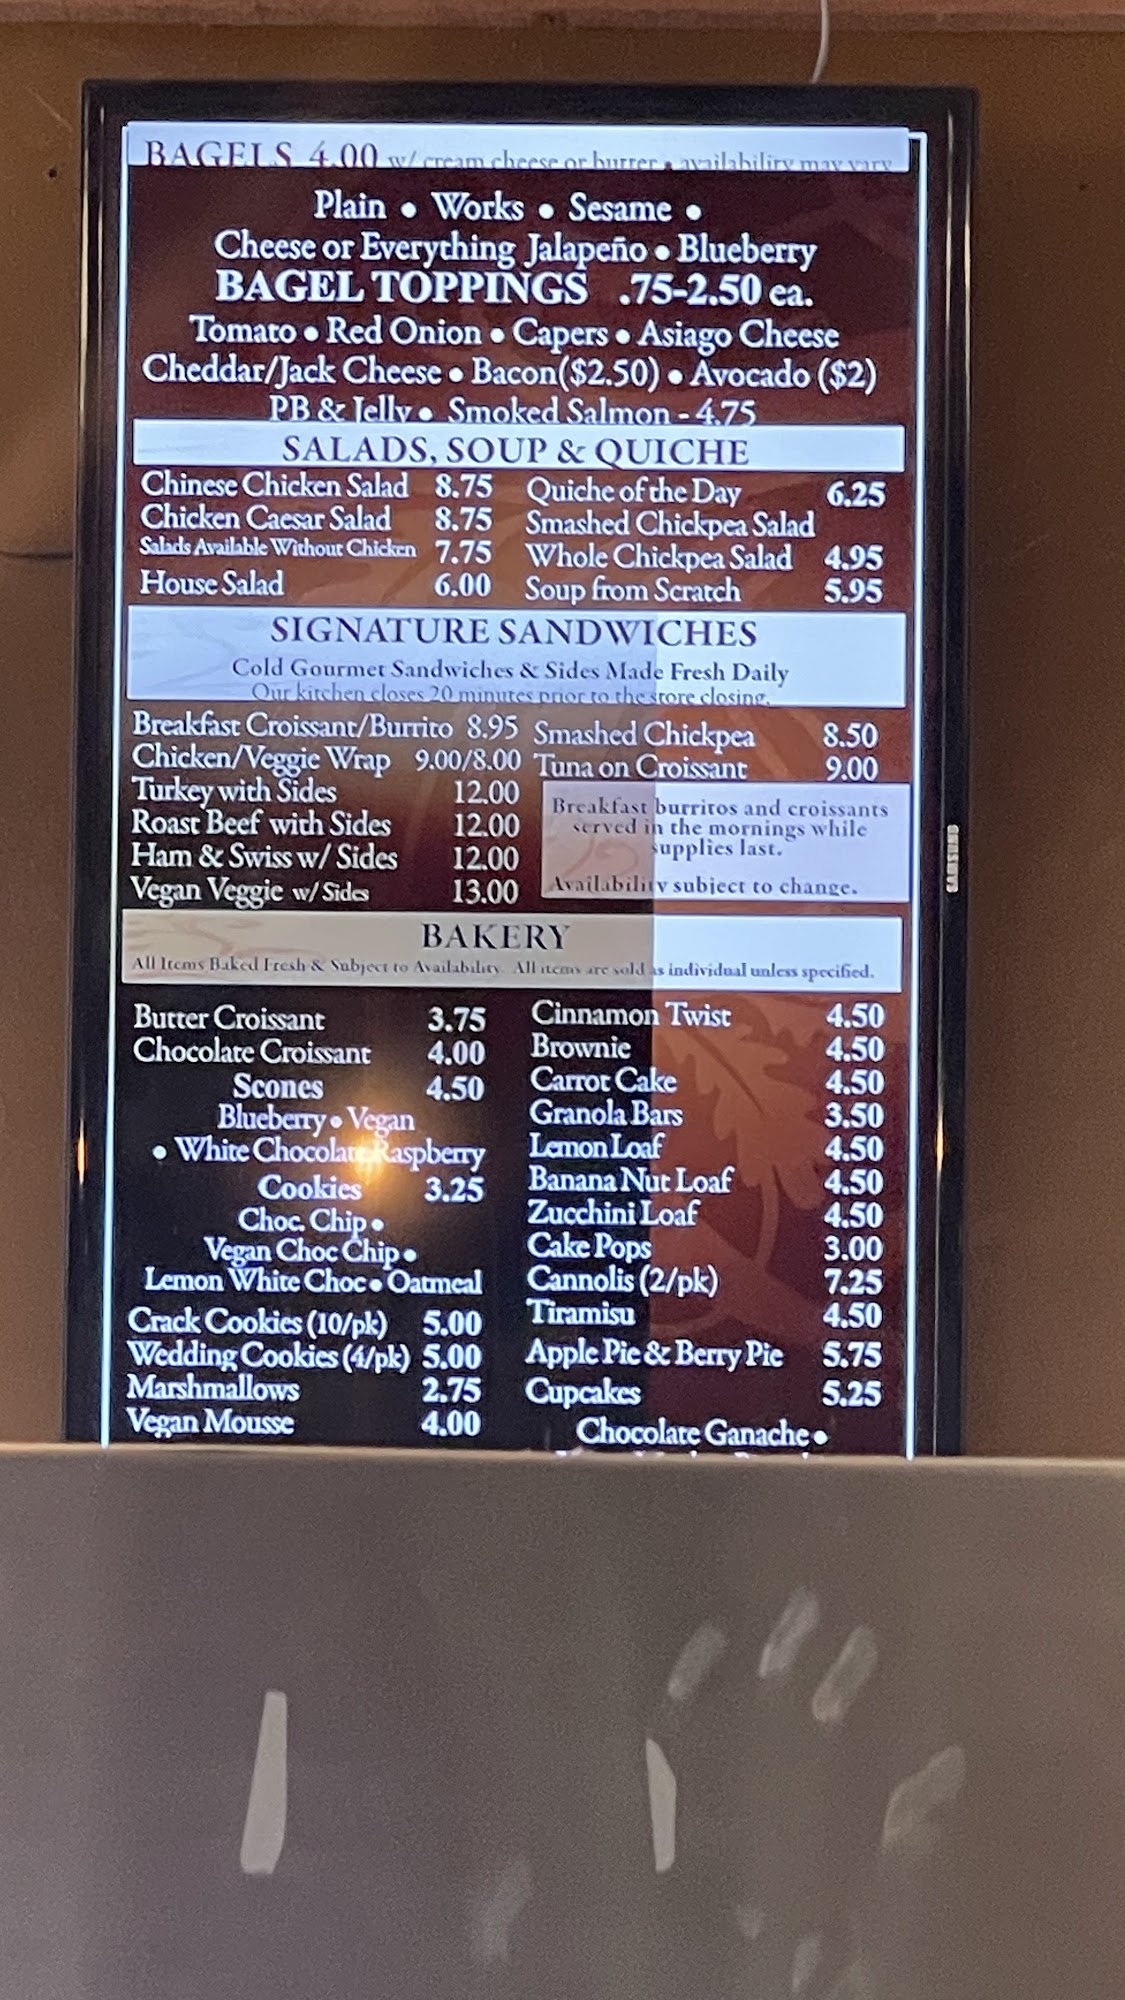 BAGELS 4.00 w/ cream cheese or butter • availability may vary
Plain • Works • Sesame •
Cheese or Everything Jalapeño • Blueberry
BAGEL TOPPINGS .75-2.50 ea.
Tomato • Red Onion • Capers • Asiago Cheese
Cheddar/Jack Cheese • Bacon($2.50) • Avocado ($2)
PB & Jelly • Smoked Salmon - 4.75
SALADS, SOUP & QUICHE
Chinese Chicken Salad 8.75
Chicken Caesar Salad 8.75
Salads Available Without Chicken 7.75
House Salad 6.00
Quiche of the Day 6.25
Smashed Chickpea Salad
Whole Chickpea Salad 4.95
Soup from Scratch 5.95
SIGNATURE SANDWICHES
Cold Gourmet Sandwiches & Sides Made Fresh Daily
Our kitchen closes 20 minutes prior to the store closing.
Breakfast Croissant/Burrito 8.95
Chicken/Veggie Wrap 9.00/8.00
Turkey with Sides 12.00
Roast Beef with Sides 12.00
Ham & Swiss w/ Sides 12.00
Vegan Veggie w/ Sides 13.00
Smashed Chickpea 8.50
Tuna on Croissant 9.00
Breakfast burritos and croissants
served in the mornings while
supplies last.
Availability subject to change.
SAMSUNG
BAKERY
All Items Baked Fresh & Subject to Availability. All items are sold as individual unless specified.
Butter Croissant 3.75
Chocolate Croissant 4.00
Scones 4.50
Blueberry • Vegan
• White Chocolate Raspberry
Cookies 3.25
Choc. Chip •
Vegan Choc Chip •
Lemon White Choc • Oatmeal
Crack Cookies (10/pk) 5.00
Wedding Cookies (4/pk) 5.00
Marshmallows 2.75
Vegan Mousse 4.00
Cinnamon Twist 4.50
Brownie 4.50
Carrot Cake 4.50
Granola Bars 3.50
Lemon Loaf 4.50
Banana Nut Loaf 4.50
Zucchini Loaf 4.50
Cake Pops 3.00
Cannolis (2/pk) 7.25
Tiramisu 4.50
Apple Pie & Berry Pie 5.75
Cupcakes 5.25
Chocolate Ganache •